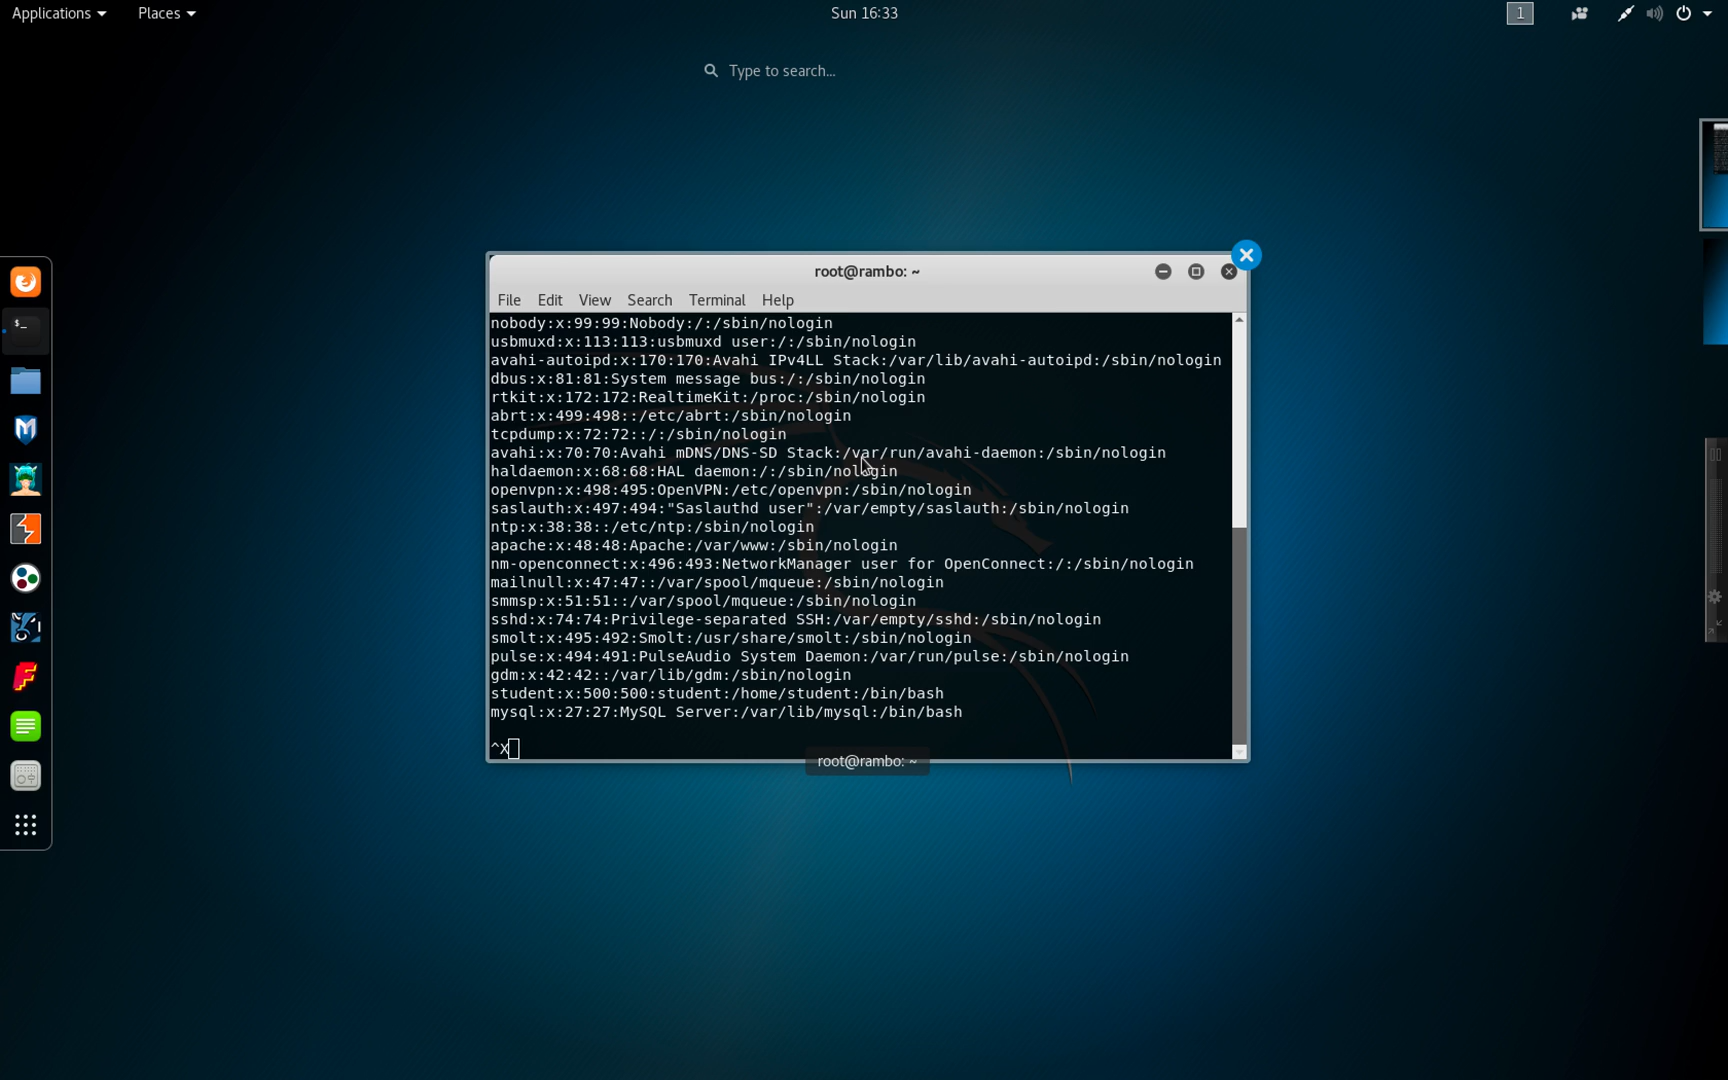 Applications Places Sun 16:33 1
Type to search...
root@rambo: ~
File Edit View Search Terminal Help
nobody:x:99:99:Nobody:/:/sbin/nologin
usbmuxd:x:113:113:usbmuxd user:/:/sbin/nologin
avahi-autoipd:x:170:170:Avahi IPv4LL Stack:/var/lib/avahi-autoipd:/sbin/nologin
dbus:x:81:81:System message bus:/:/sbin/nologin
rtkit:x:172:172:RealtimeKit:/proc:/sbin/nologin
abrt:x:499:498::/etc/abrt:/sbin/nologin
tcpdump:x:72:72::/:/sbin/nologin
avahi:x:70:70:Avahi mDNS/DNS-SD Stack:/var/run/avahi-daemon:/sbin/nologin
haldaemon:x:68:68:HAL daemon:/:/sbin/nologin
openvpn:x:498:495:OpenVPN:/etc/openvpn:/sbin/nologin
saslauth:x:497:494:"Saslauthd user":/var/empty/saslauth:/sbin/nologin
ntp:x:38:38::/etc/ntp:/sbin/nologin
apache:x:48:48:Apache:/var/www:/sbin/nologin
nm-openconnect:x:496:493:NetworkManager user for OpenConnect:/:/sbin/nologin
mailnull:x:47:47::/var/spool/mqueue:/sbin/nologin
smmsp:x:51:51::/var/spool/mqueue:/sbin/nologin
sshd:x:74:74:Privilege-separated SSH:/var/empty/sshd:/sbin/nologin
smolt:x:495:492:Smolt:/usr/share/smolt:/sbin/nologin
pulse:x:494:491:PulseAudio System Daemon:/var/run/pulse:/sbin/nologin
gdm:x:42:42::/var/lib/gdm:/sbin/nologin
student:x:500:500:student:/home/student:/bin/bash
mysql:x:27:27:MySQL Server:/var/lib/mysql:/bin/bash
^X
root@rambo: ~